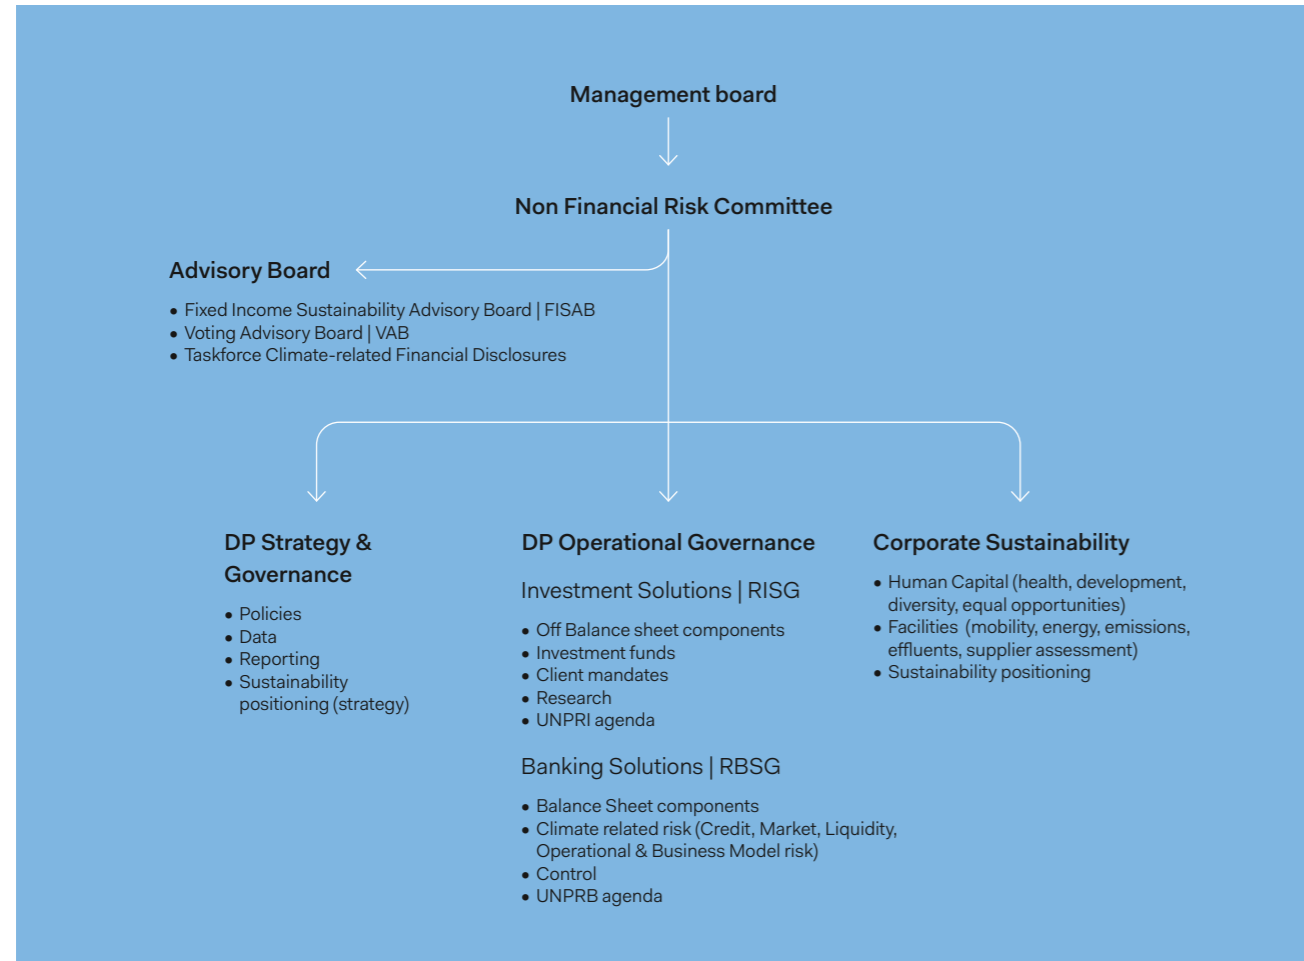 Management board
Non Financial Risk Committee
Advisory Board
• Fixed Income Sustainability Advisory Board | FISAB
• Voting Advisory Board | VAB
• Taskforce Climate-related Financial Disclosures
DP Strategy &
Governance
• Policies
• Data
• Reporting
• Sustainability
positioning (strategy)
DP Operational Governance
Investment Solutions | RISG
• Off Balance sheet components
• Investment funds
• Client mandates
• Research
• UNPRI agenda
Banking Solutions | RBSG
• Balance Sheet components
• Climate related risk (Credit, Market, Liquidity,
Operational & Business Model risk)
• Control
• UNPRB agenda
Corporate Sustainability
• Human Capital (health, development,
diversity, equal opportunities)
• Facilities (mobility, energy, emissions,
effluents, supplier assessment)
• Sustainability positioning